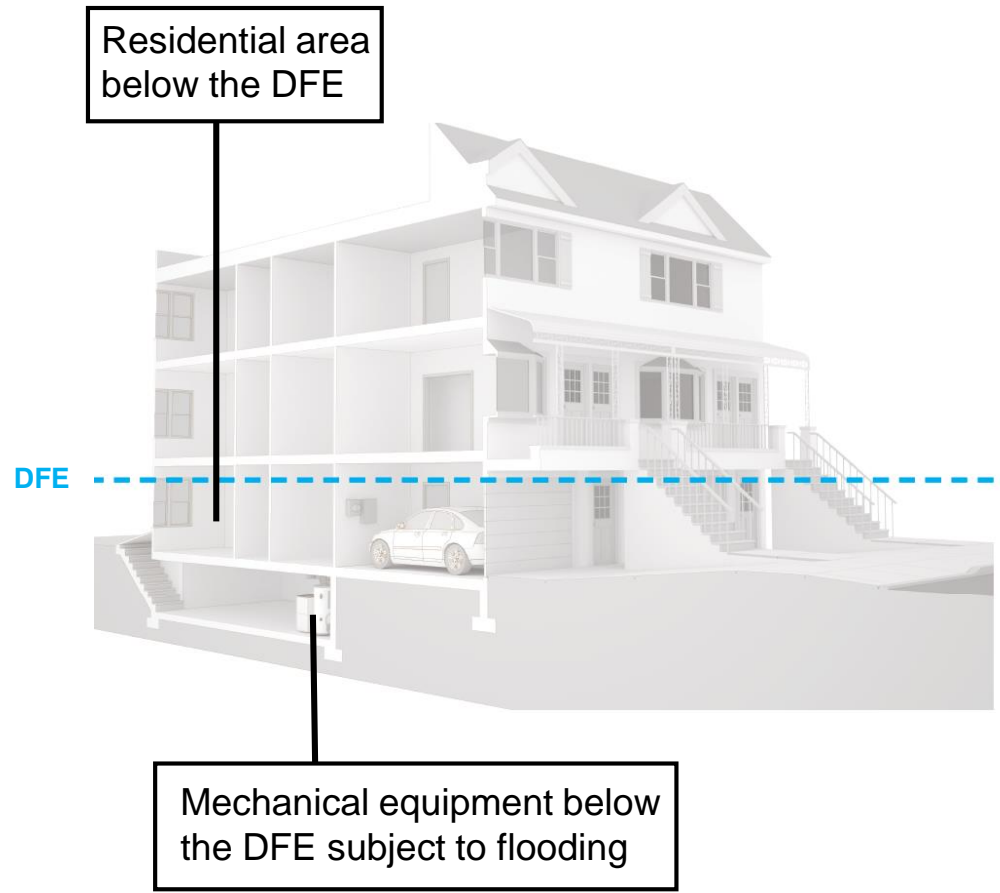 Residential area
below the DFE
DFE
Mechanical equipment below
the DFE subject to flooding